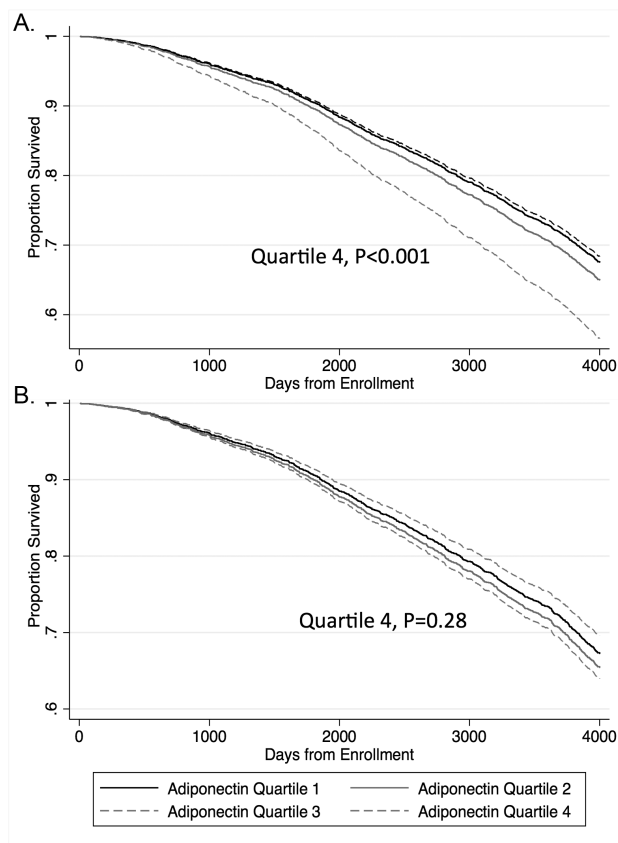 A.
1
.9
.8
.7
.6
Proportion Survived
Quartile 4, P<0.001
0 1000 2000 3000 4000
Days from Enrollment
B.
1
.9
.8
.7
.6
Proportion Survived
Quartile 4, P=0.28
0 1000 2000 3000 4000
Days from Enrollment
Adiponectin Quartile 1 Adiponectin Quartile 2
Adiponectin Quartile 3 Adiponectin Quartile 4